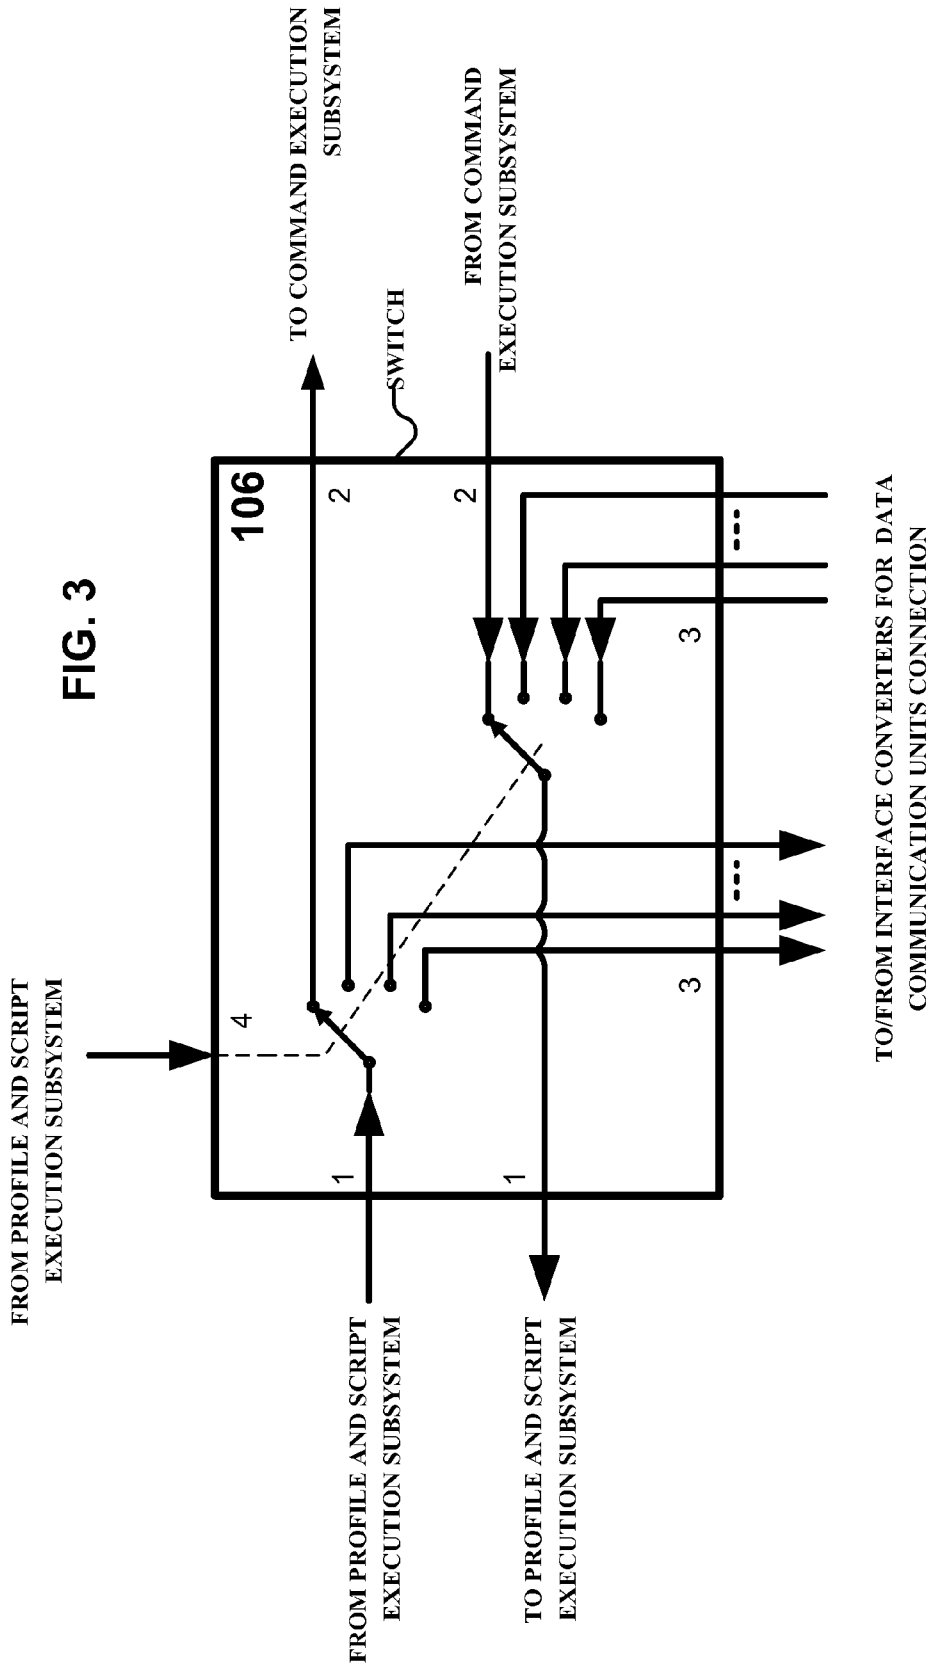 FIG. 3
FROM PROFILE AND SCRIPT
EXECUTION SUBSYSTEM
TO COMMAND EXECUTION
SUBSYSTEM
106
4
2
SWITCH
FROM PROFILE AND SCRIPT
EXECUTION SUBSYSTEM
1
2
FROM COMMAND
EXECUTION SUBSYSTEM
TO PROFILE AND SCRIPT
EXECUTION SUBSYSTEM
1
3
3
TO/FROM INTERFACE CONVERTERS FOR DATA
COMMUNICATION UNITS CONNECTION